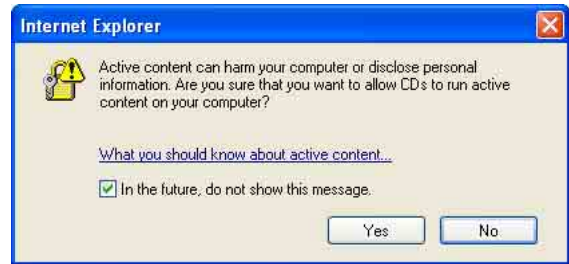 Internet Explorer
Active content can harm your computer or disclose personal
information. Are you sure that you want to allow CDs to run active
content on your computer?
What you should know about active content...
In the future, do not show this message.
Yes No